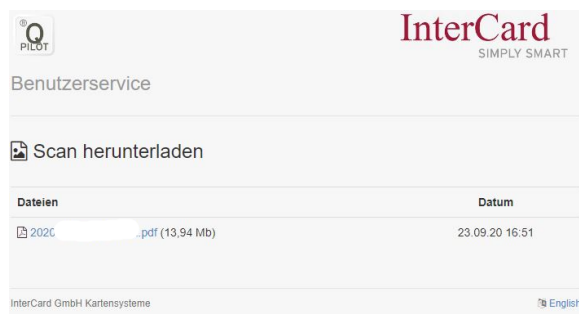 ®Q
PILOT
InterCard
SIMPLY SMART
Benutzerservice
Scan herunterladen
Dateien Datum
2020 .pdf (13,94 Mb) 23.09.20 16:51
InterCard GmbH Kartensysteme English